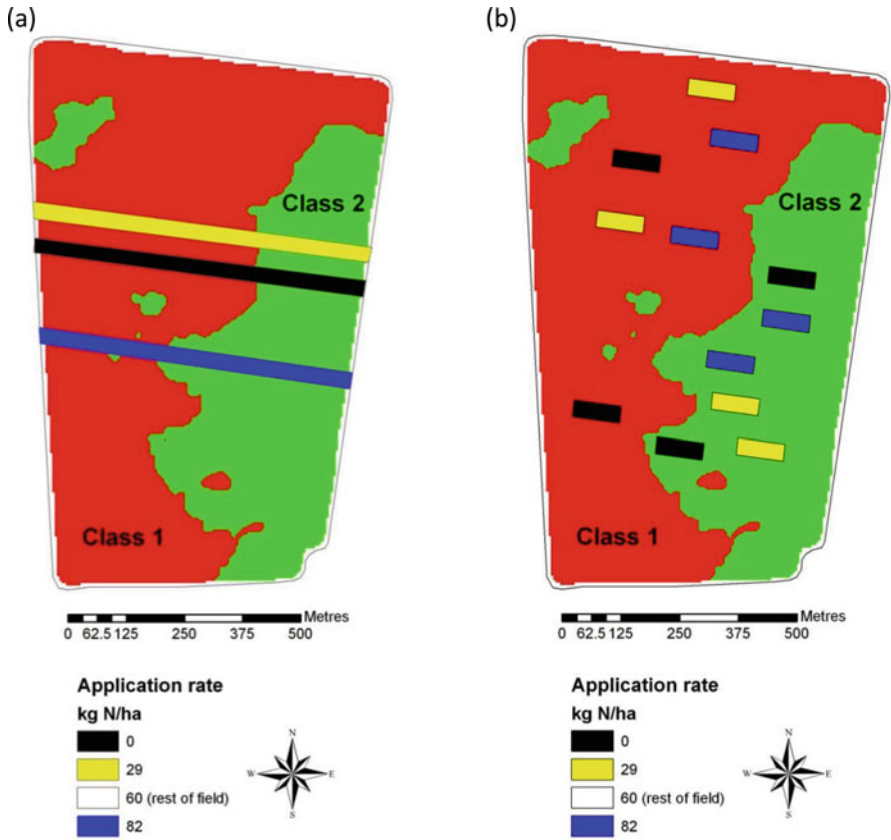 (a)
Class 2
Class 1
Metres
0 62.5 125 250 375 500
Application rate
kg N/ha
0
29
60 (rest of field)
82
N
W E
S
(b)
Class 2
Class 1
Metres
0 62.5 125 250 375 500
Application rate
kg N/ha
0
29
60 (rest of field)
82
N
W E
S